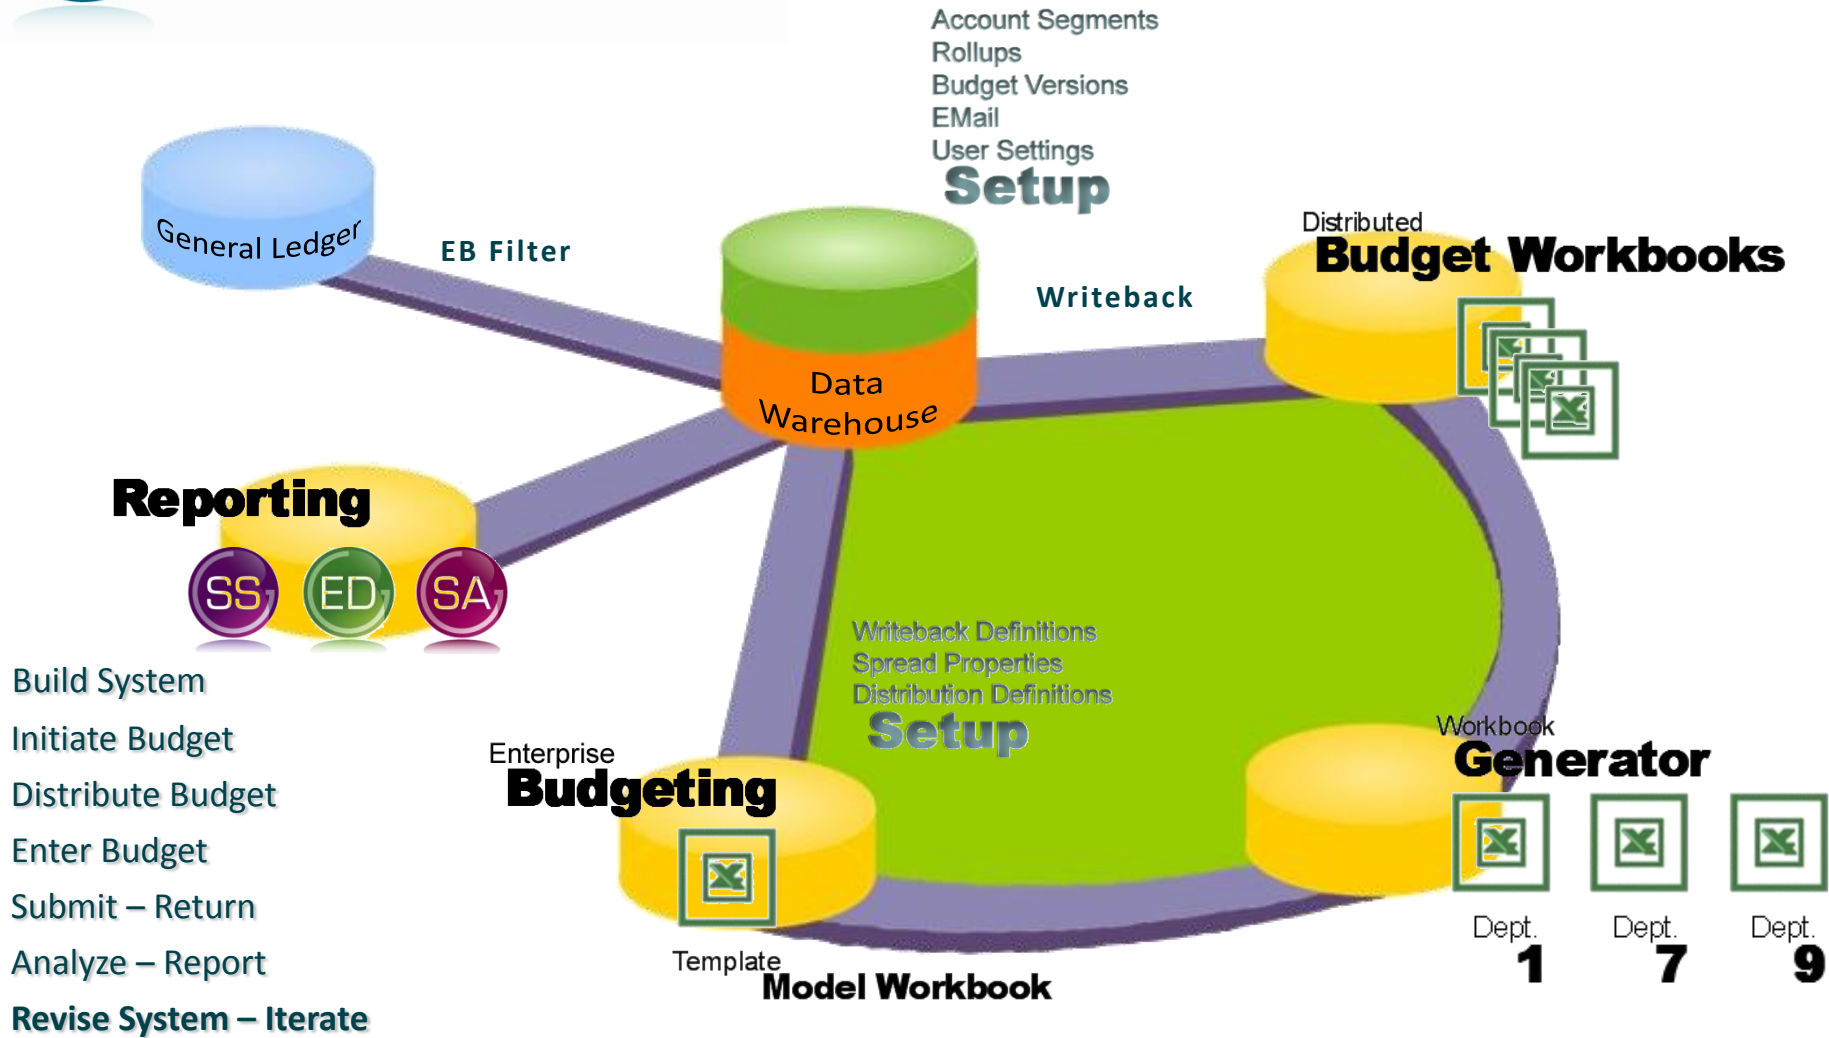 Account Segments
Rollups
Budget Versions
EMail
User Settings
Setup
General Ledger
EB Filter
Writeback
Distributed
Budget Workbooks
Data
Warehouse
Reporting
SS
ED
SA
Writeback Definitions
Spread Properties
Distribution Definitions
Setup
Enterprise
Budgeting
Template
Model Workbook
Workbook
Generator
Dept.
1
Dept.
7
Dept.
9
Build System
Initiate Budget
Distribute Budget
Enter Budget
Submit – Return
Analyze – Report
Revise System – Iterate